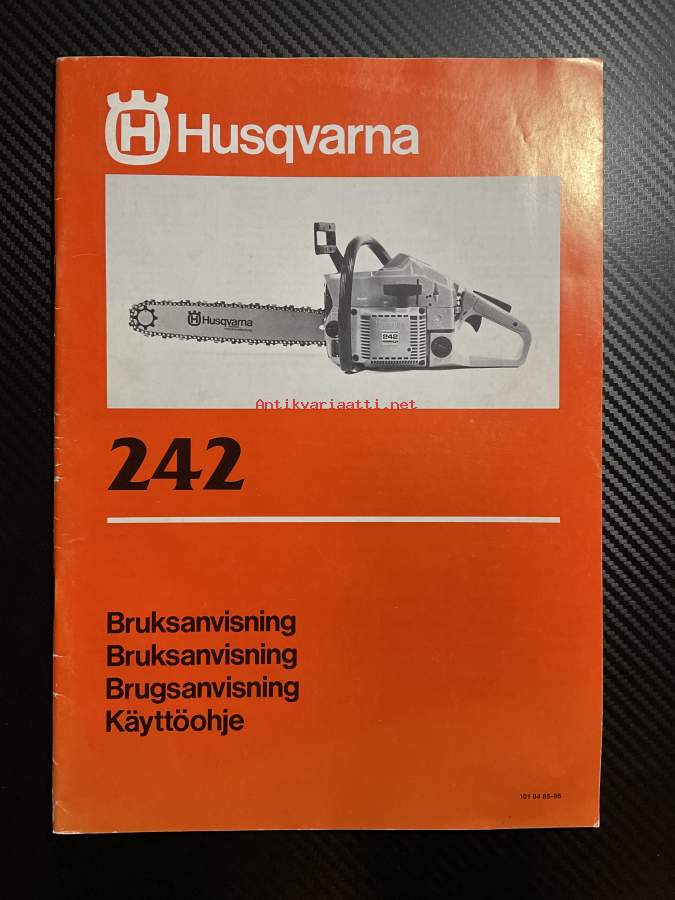 Husqvarna
Husqvarna
242
Antikvariaatti.net
242
Bruksanvisning
Bruksanvisning
Brugsanvisning
Käyttöohje
101 84 85-96